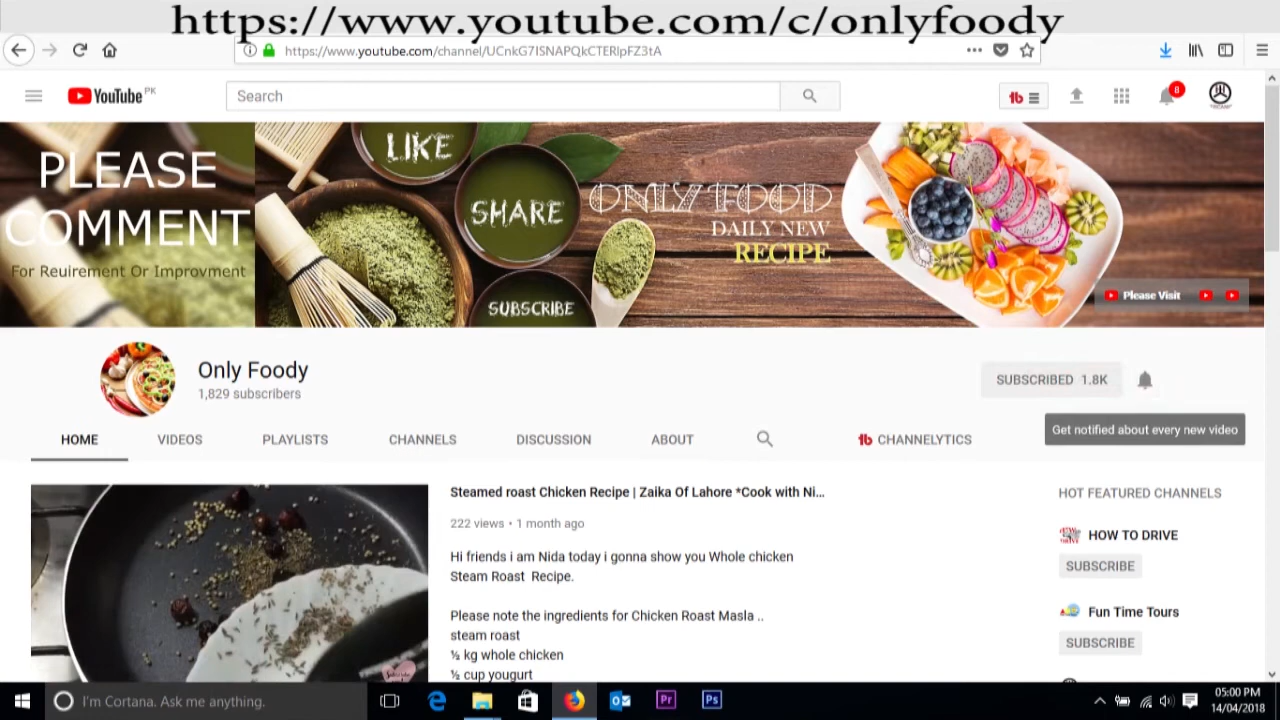 https://www.youtube.com/c/onlyfoody
https://www.youtube.com/channel/UCnkG7ISNAPQkCTERlpFZ3tA
YouTube PK
Search
8
PLEASE
COMMENT
For Reuirement Or Improvment
LIKE
SHARE
SUBSCRIBE
ONLY FOOD
DAILY NEW
RECIPE
Please Visit
Only Foody
1,829 subscribers
SUBSCRIBED 1.8K
Get notified about every new video
HOME VIDEOS PLAYLISTS CHANNELS DISCUSSION ABOUT CHANNELYTICS
Steamed roast Chicken Recipe | Zaika Of Lahore *Cook with Ni...
222 views • 1 month ago
Hi friends i am Nida today i gonna show you Whole chicken
Steam Roast Recipe.
Please note the ingredients for Chicken Roast Masla ..
steam roast
½ kg whole chicken
½ cup yougurt
HOT FEATURED CHANNELS
HOW TO DRIVE
SUBSCRIBE
Fun Time Tours
SUBSCRIBE
I'm Cortana. Ask me anything.
Pr
Ps
05:00 PM
14/04/2018